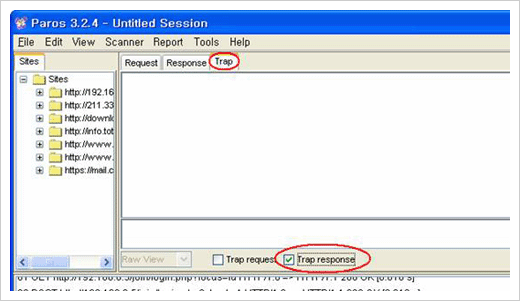 Paros 3.2.4 - Untitled Session
File Edit View Scanner Report Tools Help
Sites
Request Response Trap
Sites
http://192.16
http://211.33
http://downl
http://info.tot
http://www.
http://www.
https://mail.c
Raw View Trap request Trap response